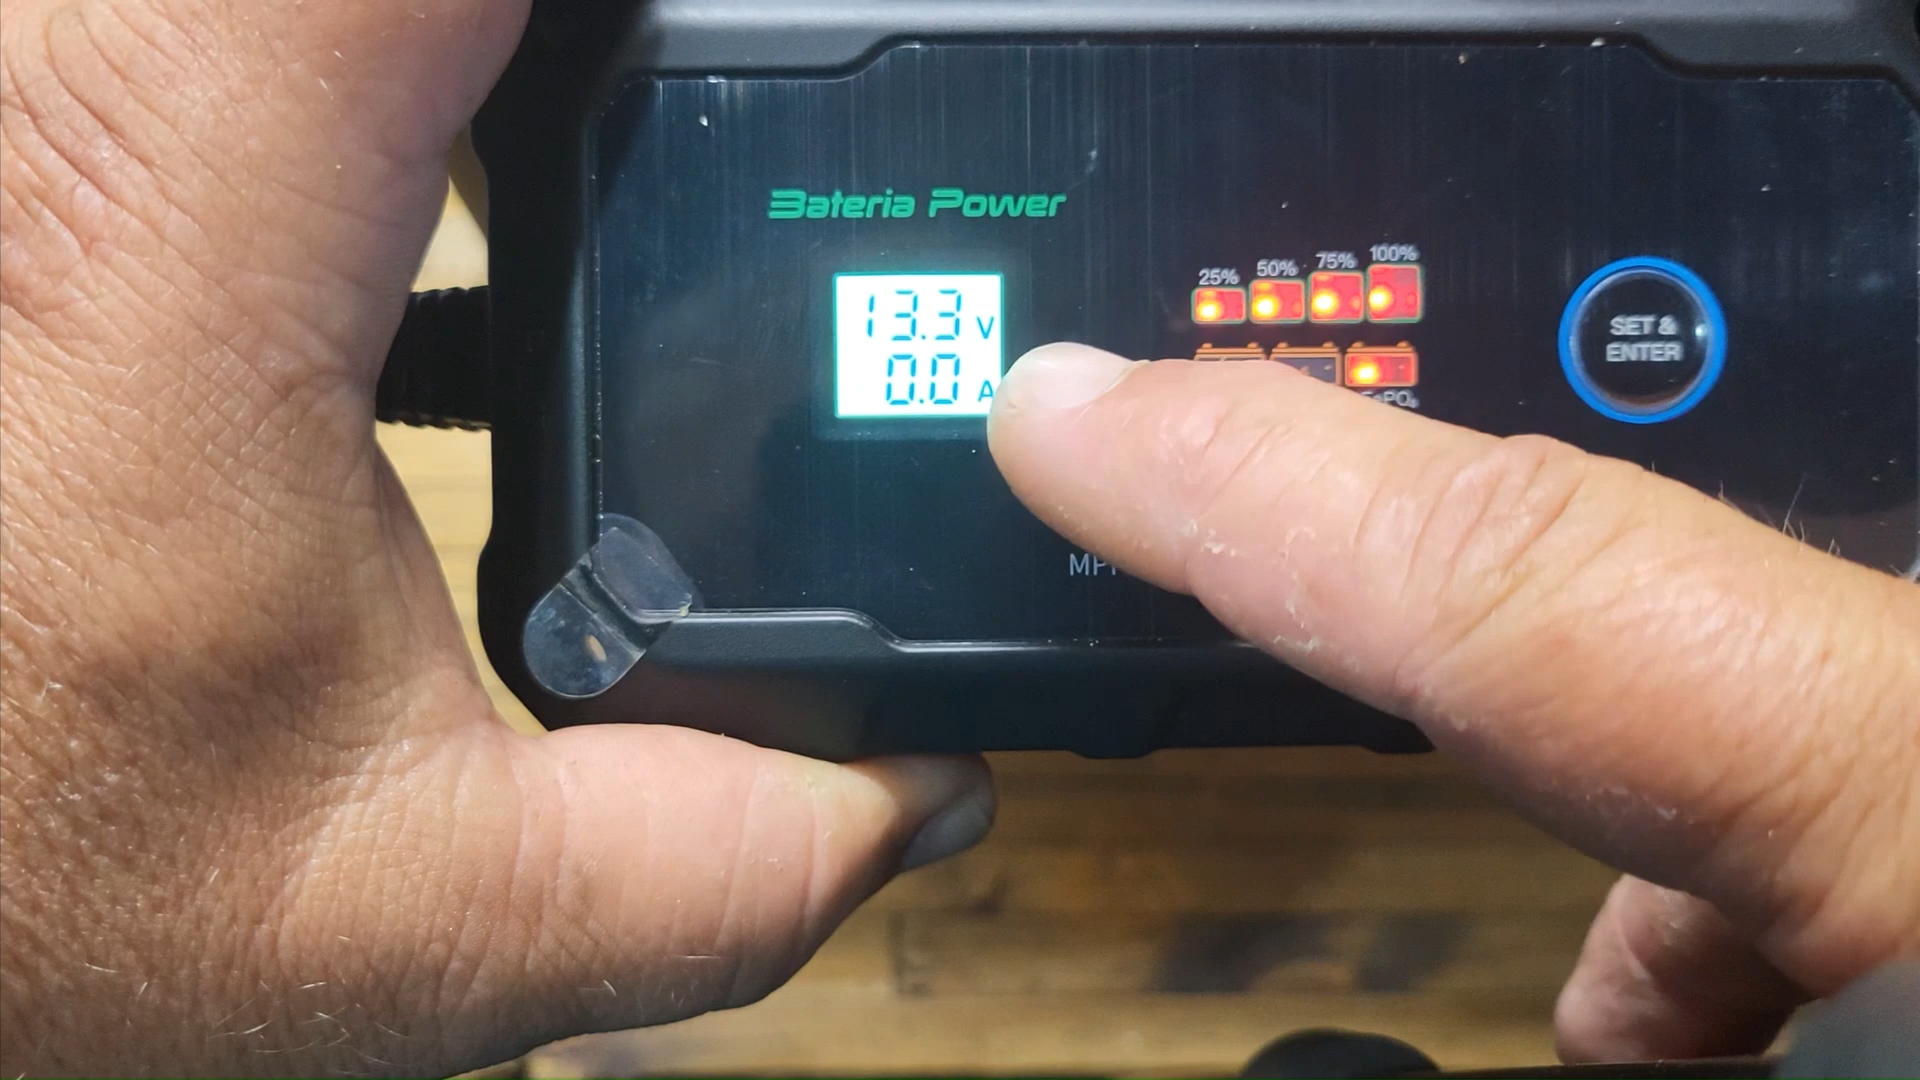 Bateria Power
13.3 V
0.0 A
25% 50% 75% 100%
SET &
ENTER